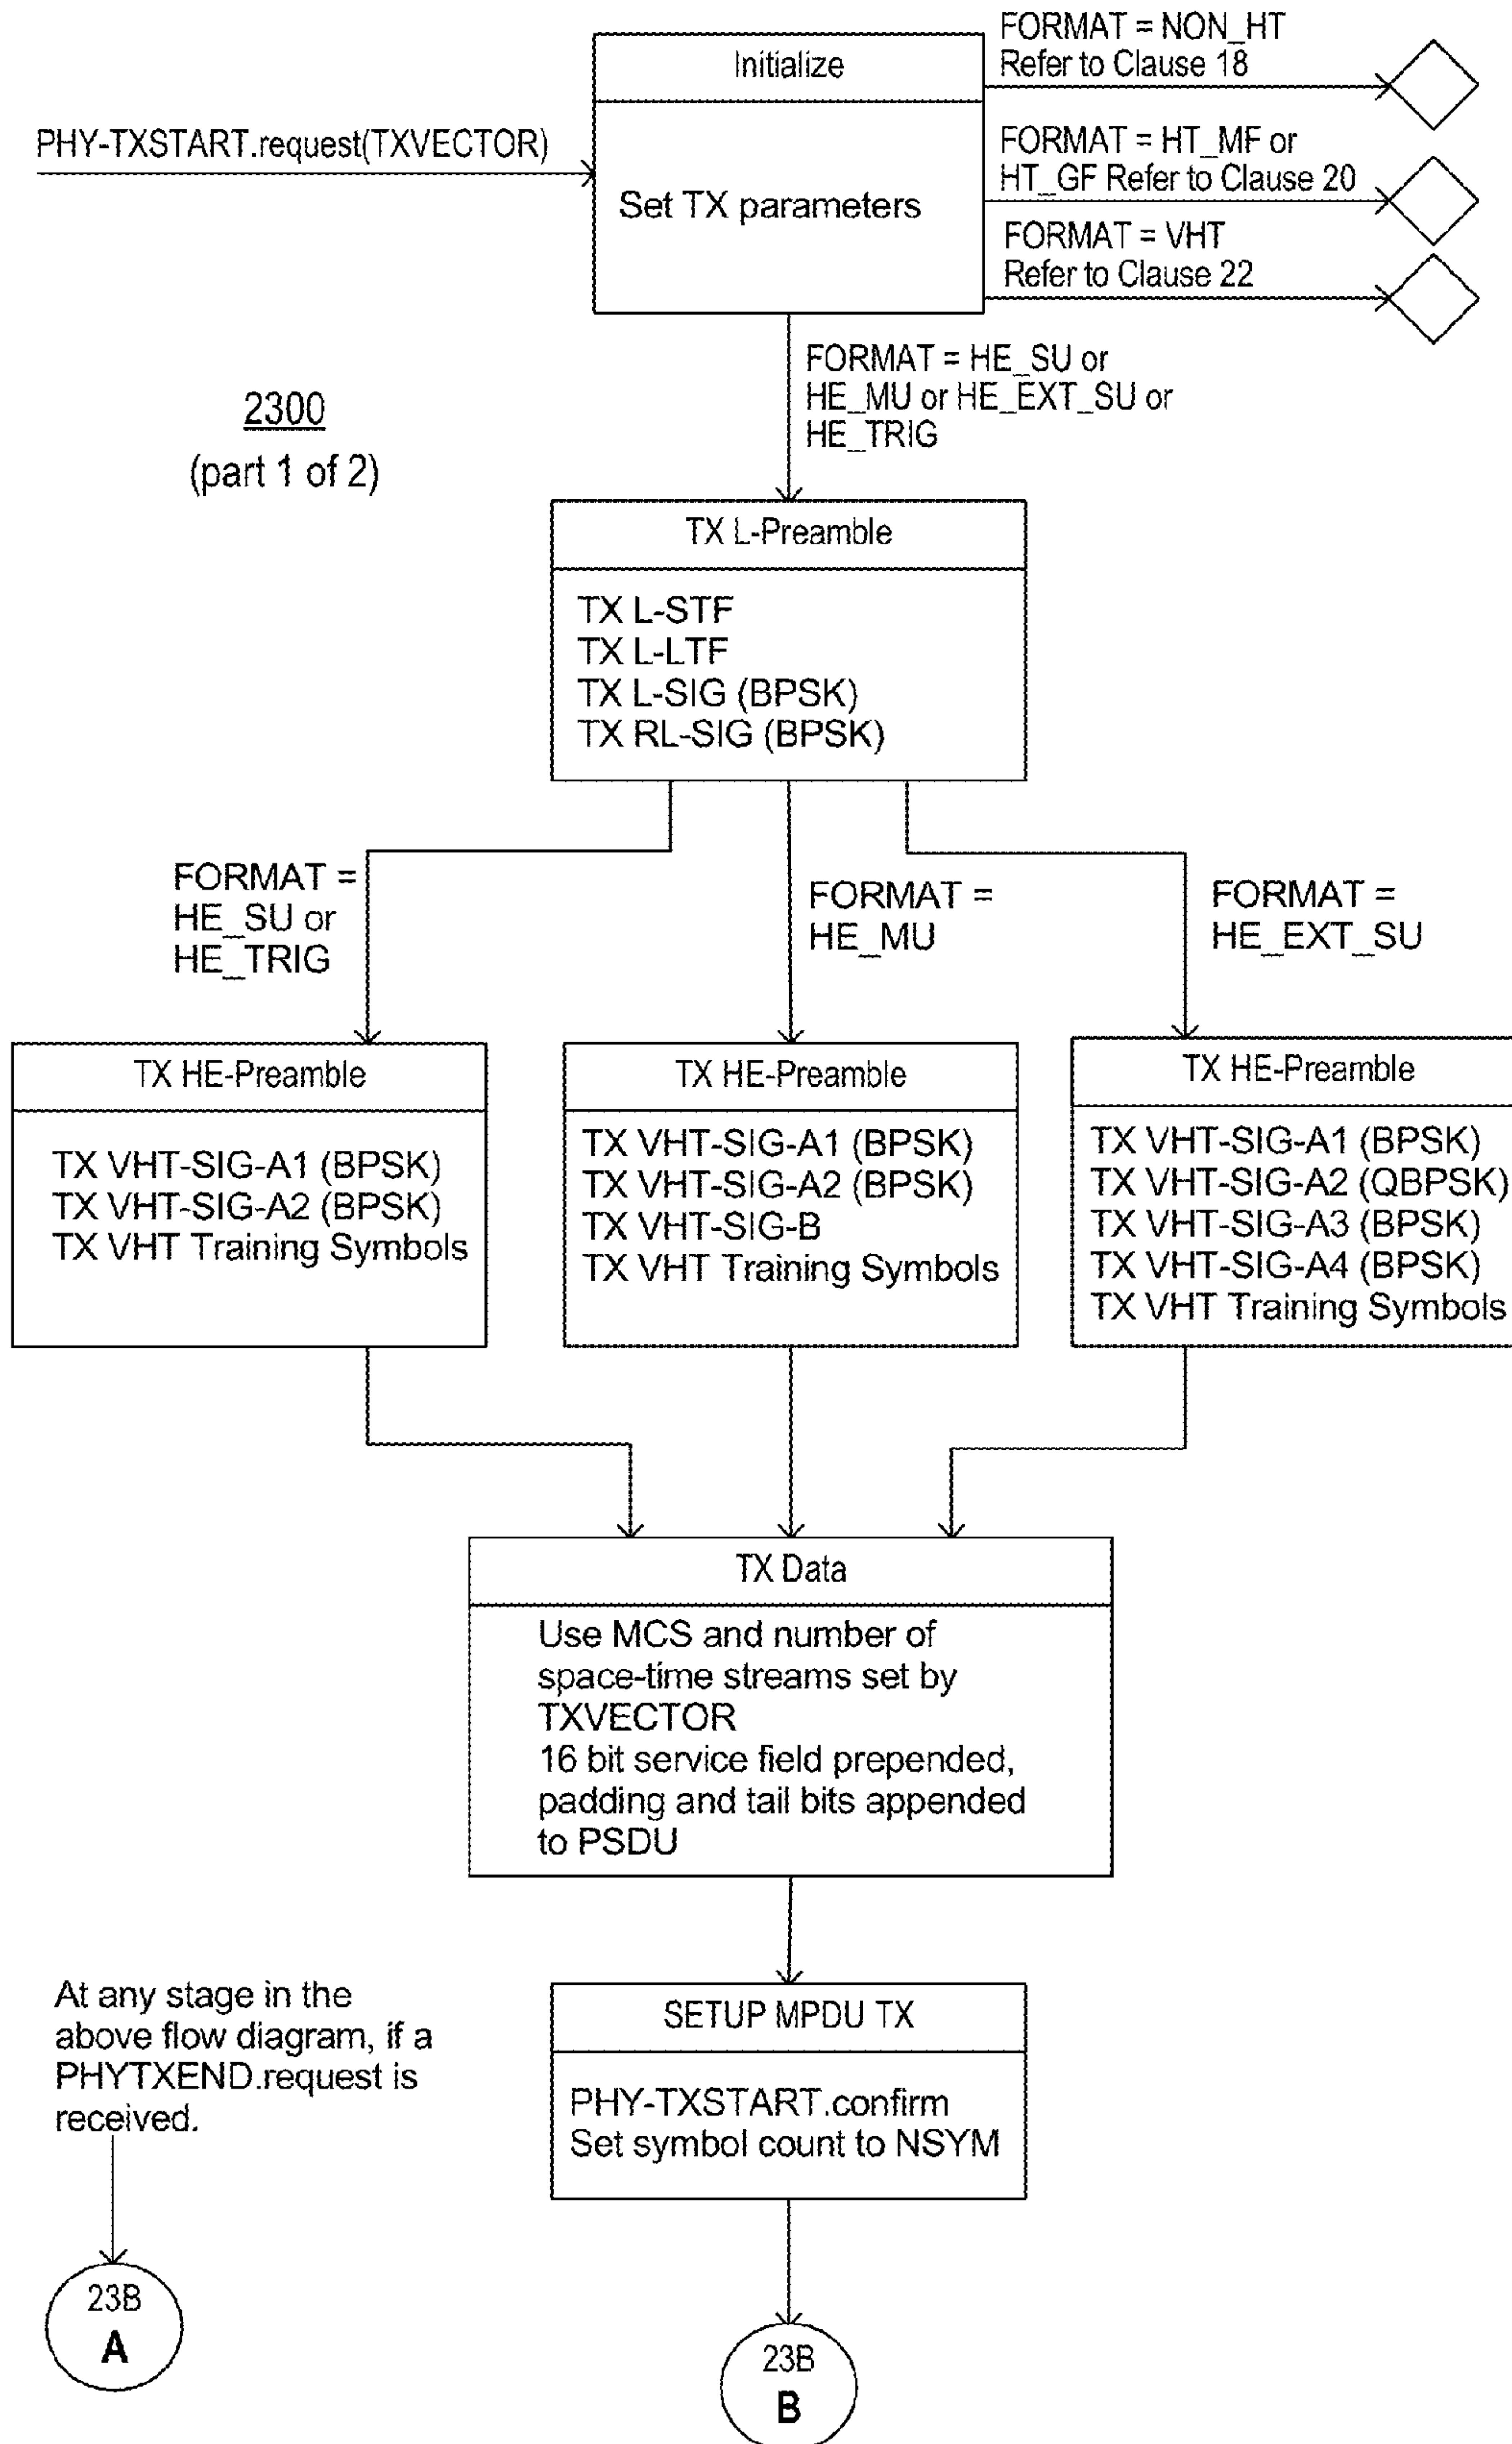 FORMAT = NON_HT
Refer to Clause 18
Initialize
PHY-TXSTART.request(TXVECTOR)
FORMAT = HT_MF or
HT_GF Refer to Clause 20
Set TX parameters
FORMAT = VHT
Refer to Clause 22
FORMAT = HE_SU or
HE_MU or HE_EXT_SU or
HE_TRIG
2300
(part 1 of 2)
TX L-Preamble
TX L-STF
TX L-LTF
TX L-SIG (BPSK)
TX RL-SIG (BPSK)
FORMAT =
HE_SU or
HE_TRIG
FORMAT =
HE_MU
FORMAT =
HE_EXT_SU
TX HE-Preamble
TX VHT-SIG-A1 (BPSK)
TX VHT-SIG-A2 (BPSK)
TX VHT Training Symbols
TX HE-Preamble
TX VHT-SIG-A1 (BPSK)
TX VHT-SIG-A2 (BPSK)
TX VHT-SIG-B
TX VHT Training Symbols
TX HE-Preamble
TX VHT-SIG-A1 (BPSK)
TX VHT-SIG-A2 (QBPSK)
TX VHT-SIG-A3 (BPSK)
TX VHT-SIG-A4 (BPSK)
TX VHT Training Symbols
TX Data
Use MCS and number of
space-time streams set by
TXVECTOR
16 bit service field prepended,
padding and tail bits appended
to PSDU
SETUP MPDU TX
PHY-TXSTART.confirm
Set symbol count to NSYM
At any stage in the
above flow diagram, if a
PHYTXEND.request is
received.
23B
A
23B
B